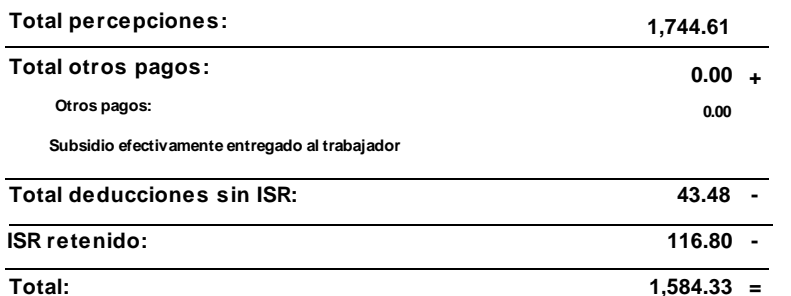 Total percepciones: 1,744.61
Total otros pagos: 0.00 +
Otros pagos: 0.00
Subsidio efectivamente entregado al trabajador
Total deducciones sin ISR: 43.48 -
ISR retenido: 116.80 -
Total: 1,584.33 =